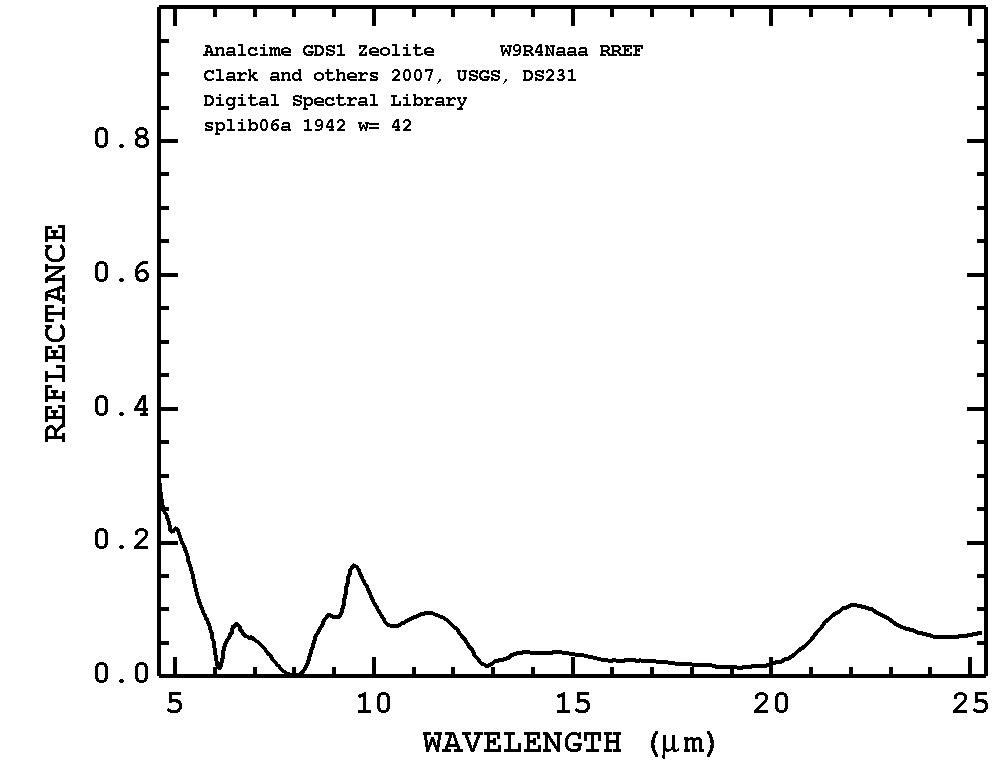 Analcime GDS1 Zeolite W9R4Naaa RREF
Clark and others 2007, USGS, DS231
Digital Spectral Library
splib06a 1942 w= 42
0.8
0.6
0.4
0.2
0.0
REFLECTANCE
5 10 15 20 25
WAVELENGTH (μm)